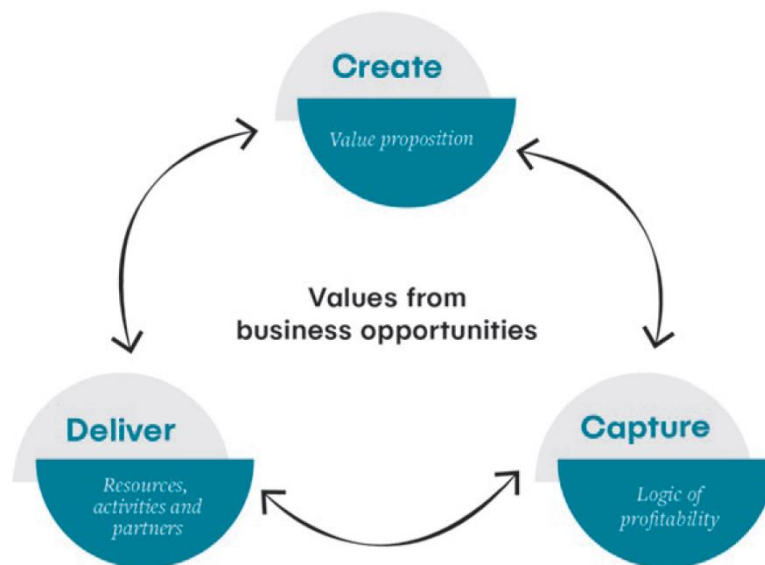 Create
Value proposition
Values from
business opportunities
Deliver
Resources,
activities and
partners
Capture
Logic of
profitability